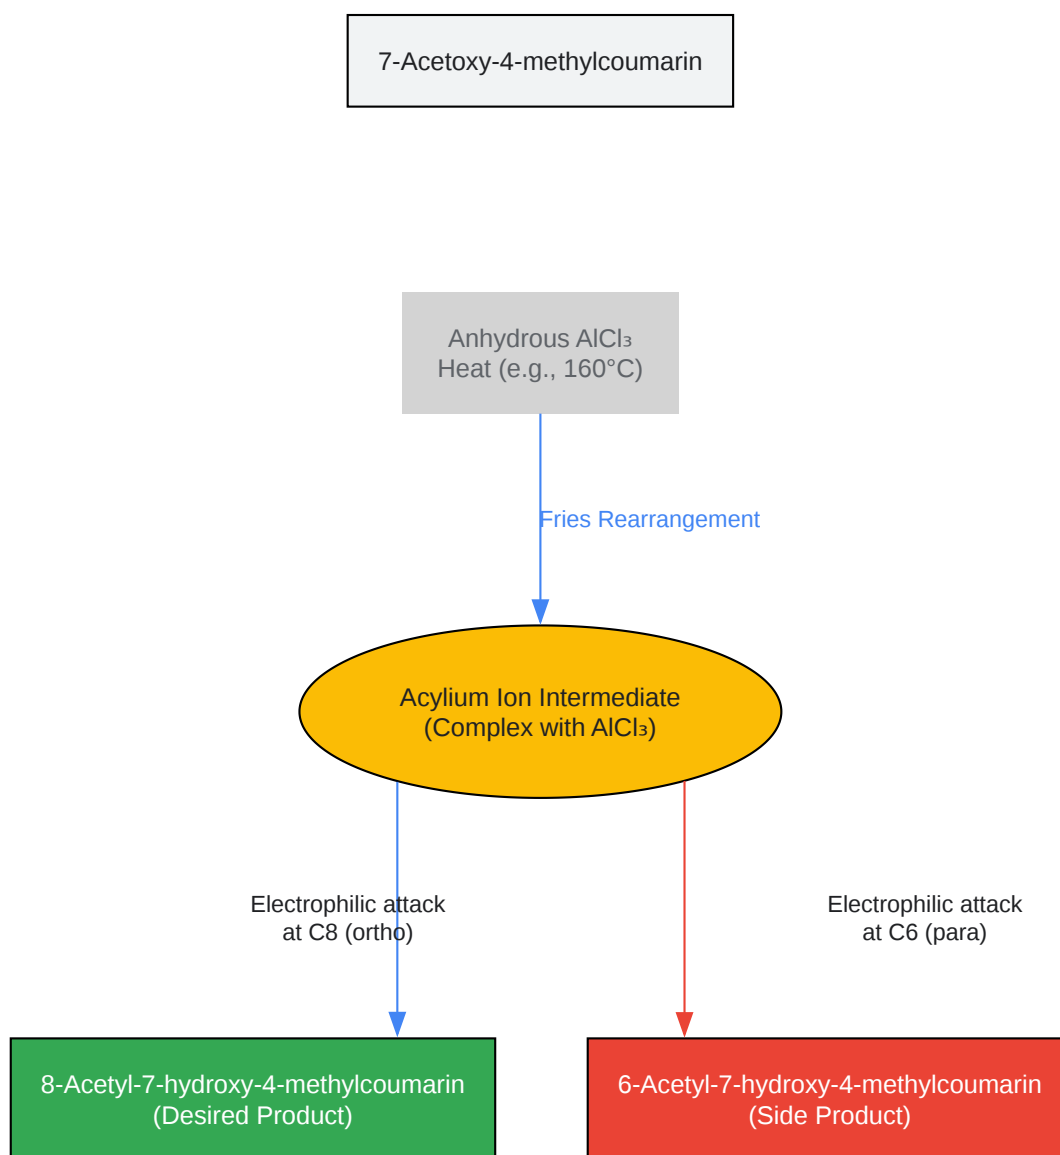 7-Acetoxy-4-methylcoumarin
Anhydrous AlCl₃
Heat (e.g., 160°C)
Fries Rearrangement
Acylium Ion Intermediate
(Complex with AlCl₃)
Electrophilic attack
at C8 (ortho)
Electrophilic attack
at C6 (para)
8-Acetyl-7-hydroxy-4-methylcoumarin
(Desired Product)
6-Acetyl-7-hydroxy-4-methylcoumarin
(Side Product)